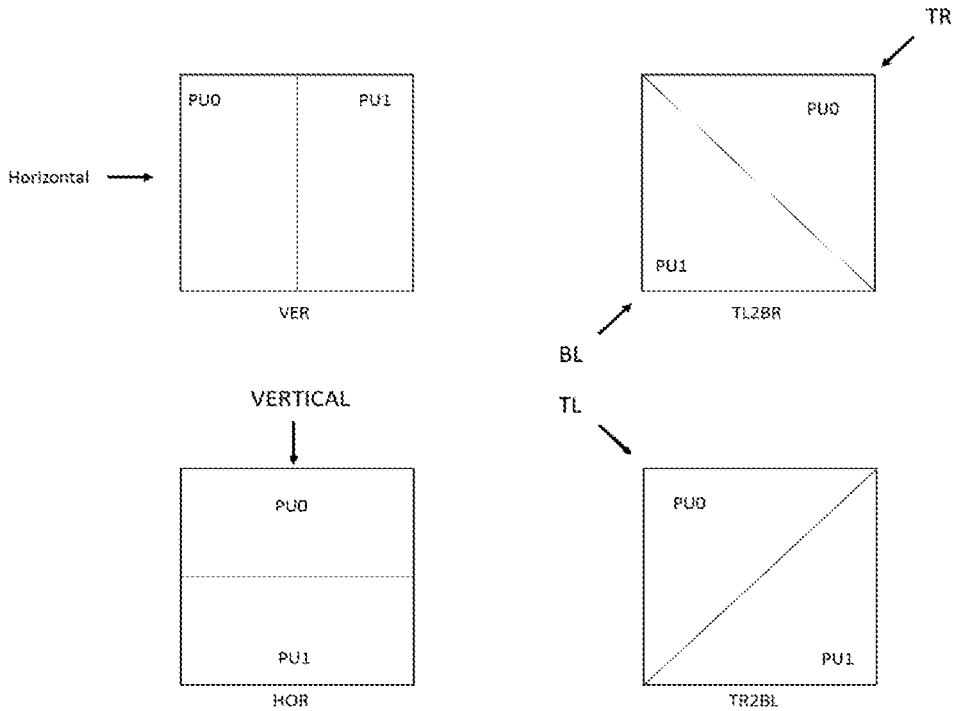 TR
PU0 PU1
PU0
Horizontal
PU1
VER
TL2BR
BL
VERTICAL
TL
PU0
PU0
PU1
PU1
HOR
TR2BL